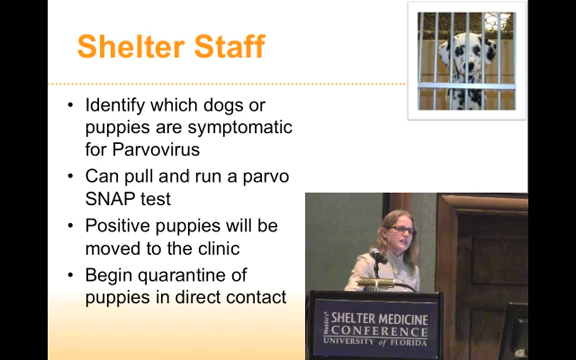 Shelter Staff
• Identify which dogs or
puppies are symptomatic
for Parvovirus
• Can pull and run a parvo
SNAP test
• Positive puppies will be
moved to the clinic
• Begin quarantine of
puppies in direct contact
Maddie's
SHELTER MEDICINE
CONFERENCE
UNIVERSITY of FLORIDA